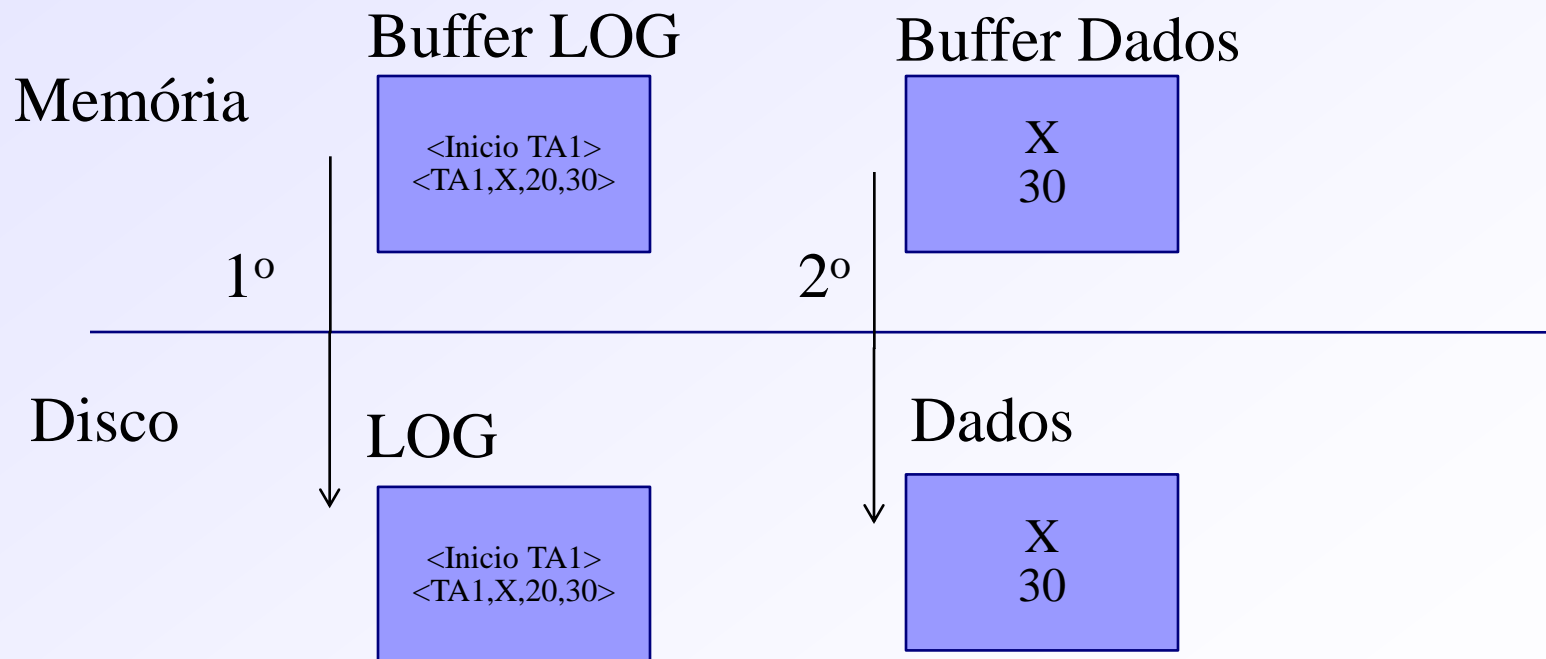 Buffer LOG
Buffer Dados
Memória
<Inicio TA1>
<TA1,X,20,30>
X
30
1º
2º
Disco
LOG
Dados
<Inicio TA1>
<TA1,X,20,30>
X
30